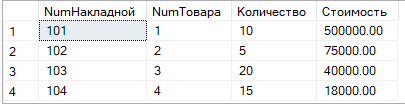 NumНакладной NumТовара Количество Стоимость
1 101 1 10 500000.00
2 102 2 5 75000.00
3 103 3 20 40000.00
4 104 4 15 18000.00